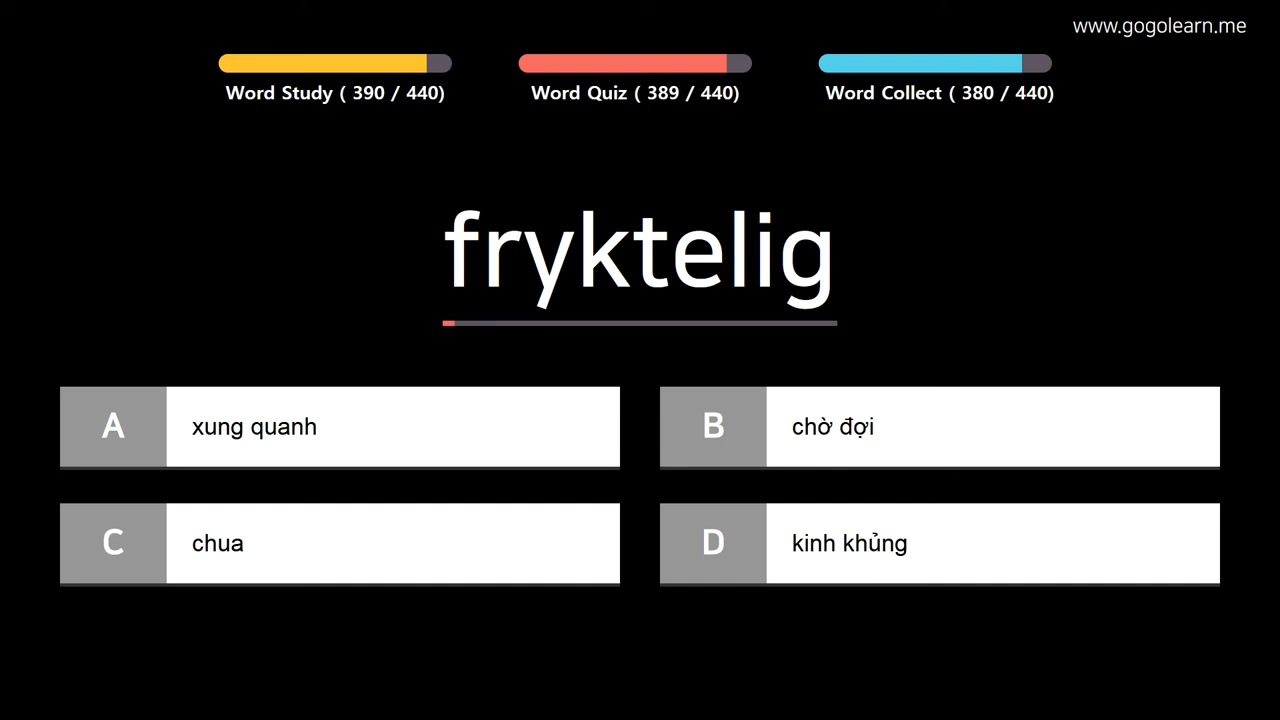 www.gogolearn.me
Word Study ( 390 / 440)
Word Quiz ( 389 / 440)
Word Collect ( 380 / 440)
fryktelig
A
xung quanh
B
chờ đợi
C
chua
D
kinh khủng